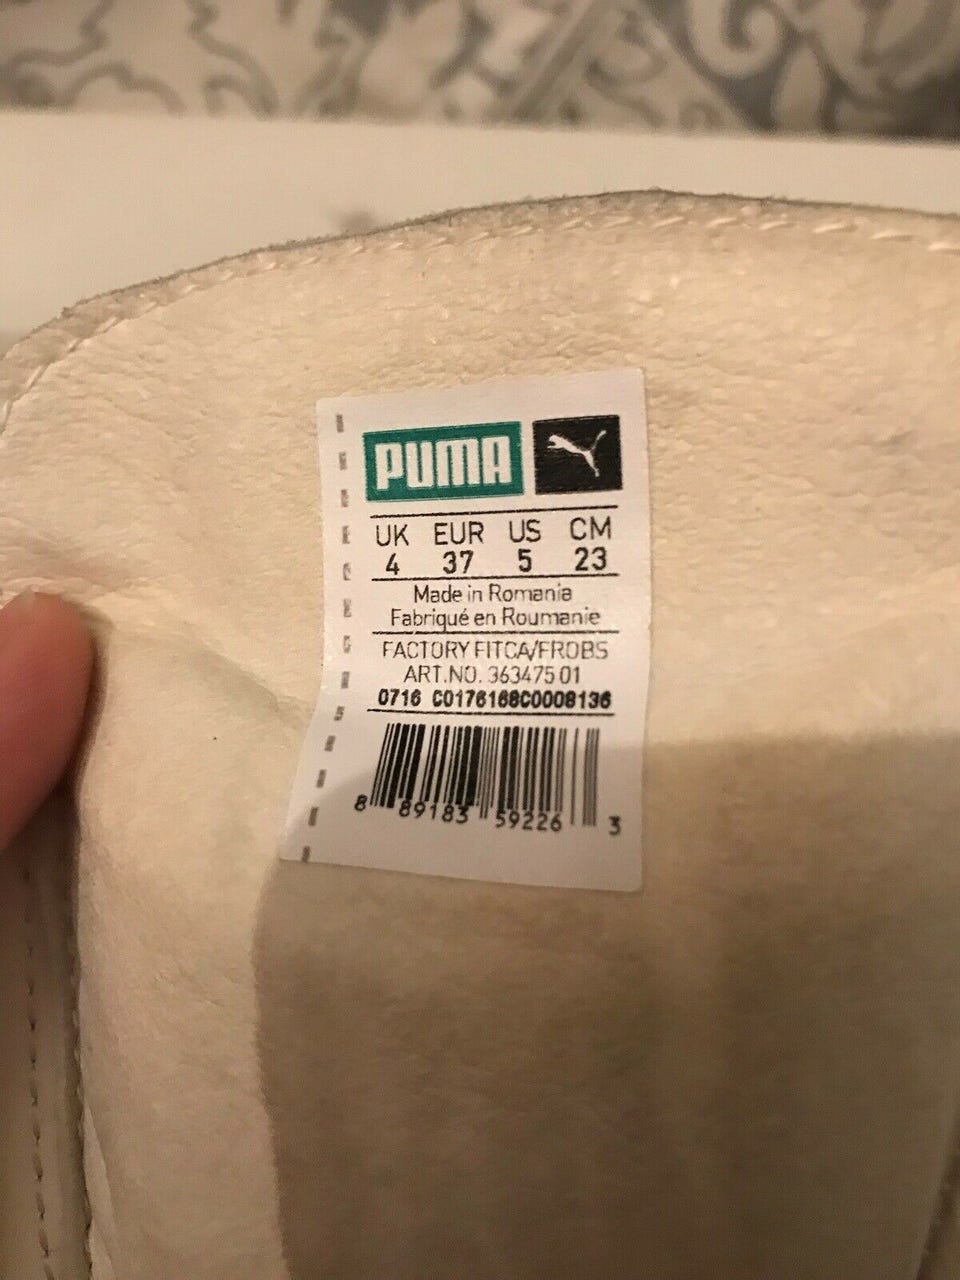 PUMA
UK EUR US CM
4 37 5 23
Made in Romania
Fabriqué en Roumanie
FACTORY FITCA/FROBS
ART.NO. 363475 01
0716 C0176168C0008136
8 89183 59226 3